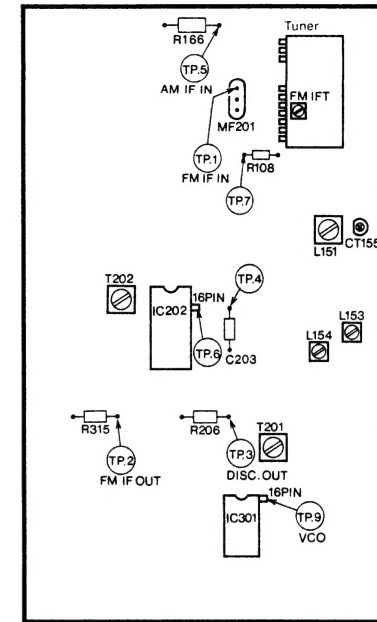 Tuner
R166
TP.5
AM IF IN
FM IFT
MF201
TP.1
FM IF IN
R108
TP.7
L151
CT155
T202
TP.4
16PIN
IC202
L153
L154
TP.6
C203
R315
R206
T201
TP.2
FM IF OUT
TP.3
DISC. OUT
16PIN
IC301
TP.9
VCO